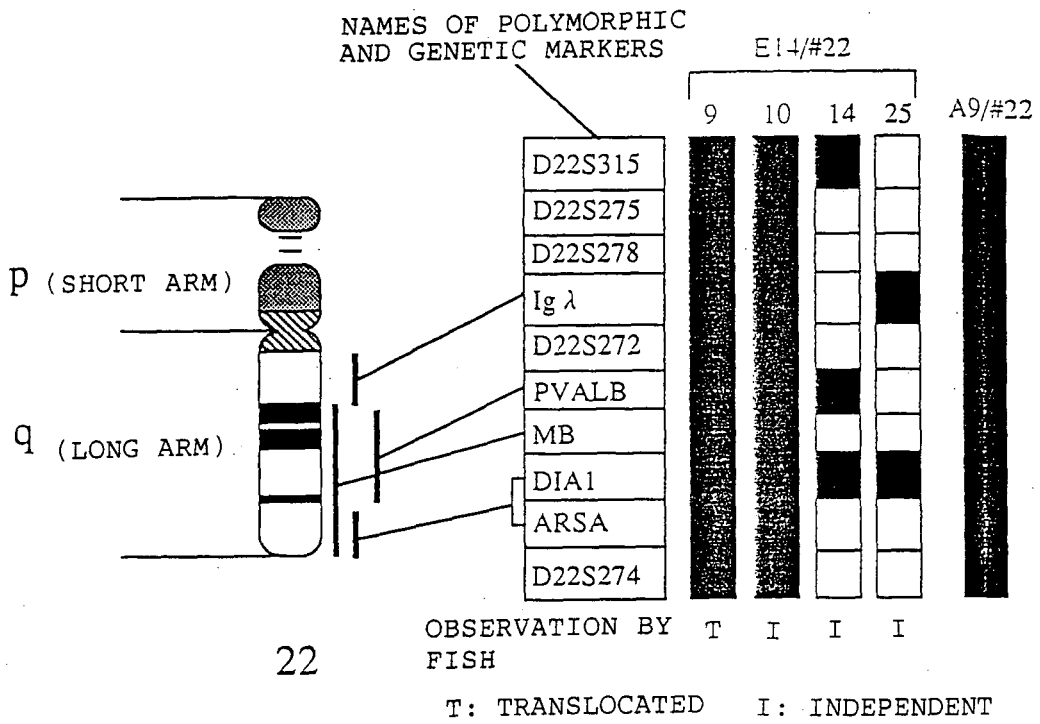 NAMES OF POLYMORPHIC
AND GENETIC MARKERS
E14/#22
9 10 14 25 A9/#22
D22S315
D22S275
D22S278
p (SHORT ARM)
Ig λ
D22S272
PVALB
q (LONG ARM)
MB
DIA1
ARSA
D22S274
OBSERVATION BY T I I I
FISH
22
T: TRANSLOCATED I: INDEPENDENT